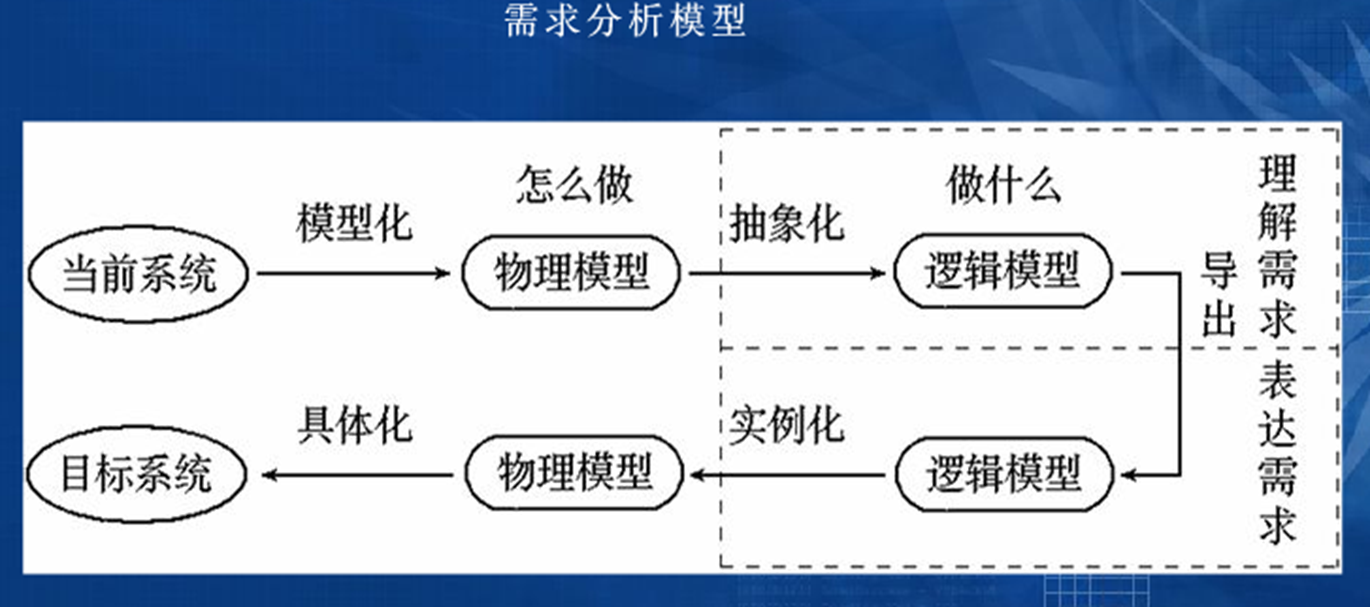 需求分析模型
怎么做
做什么
模型化
抽象化
当前系统
物理模型
逻辑模型
导出
理解需求
具体化
实例化
目标系统
物理模型
逻辑模型
表达需求